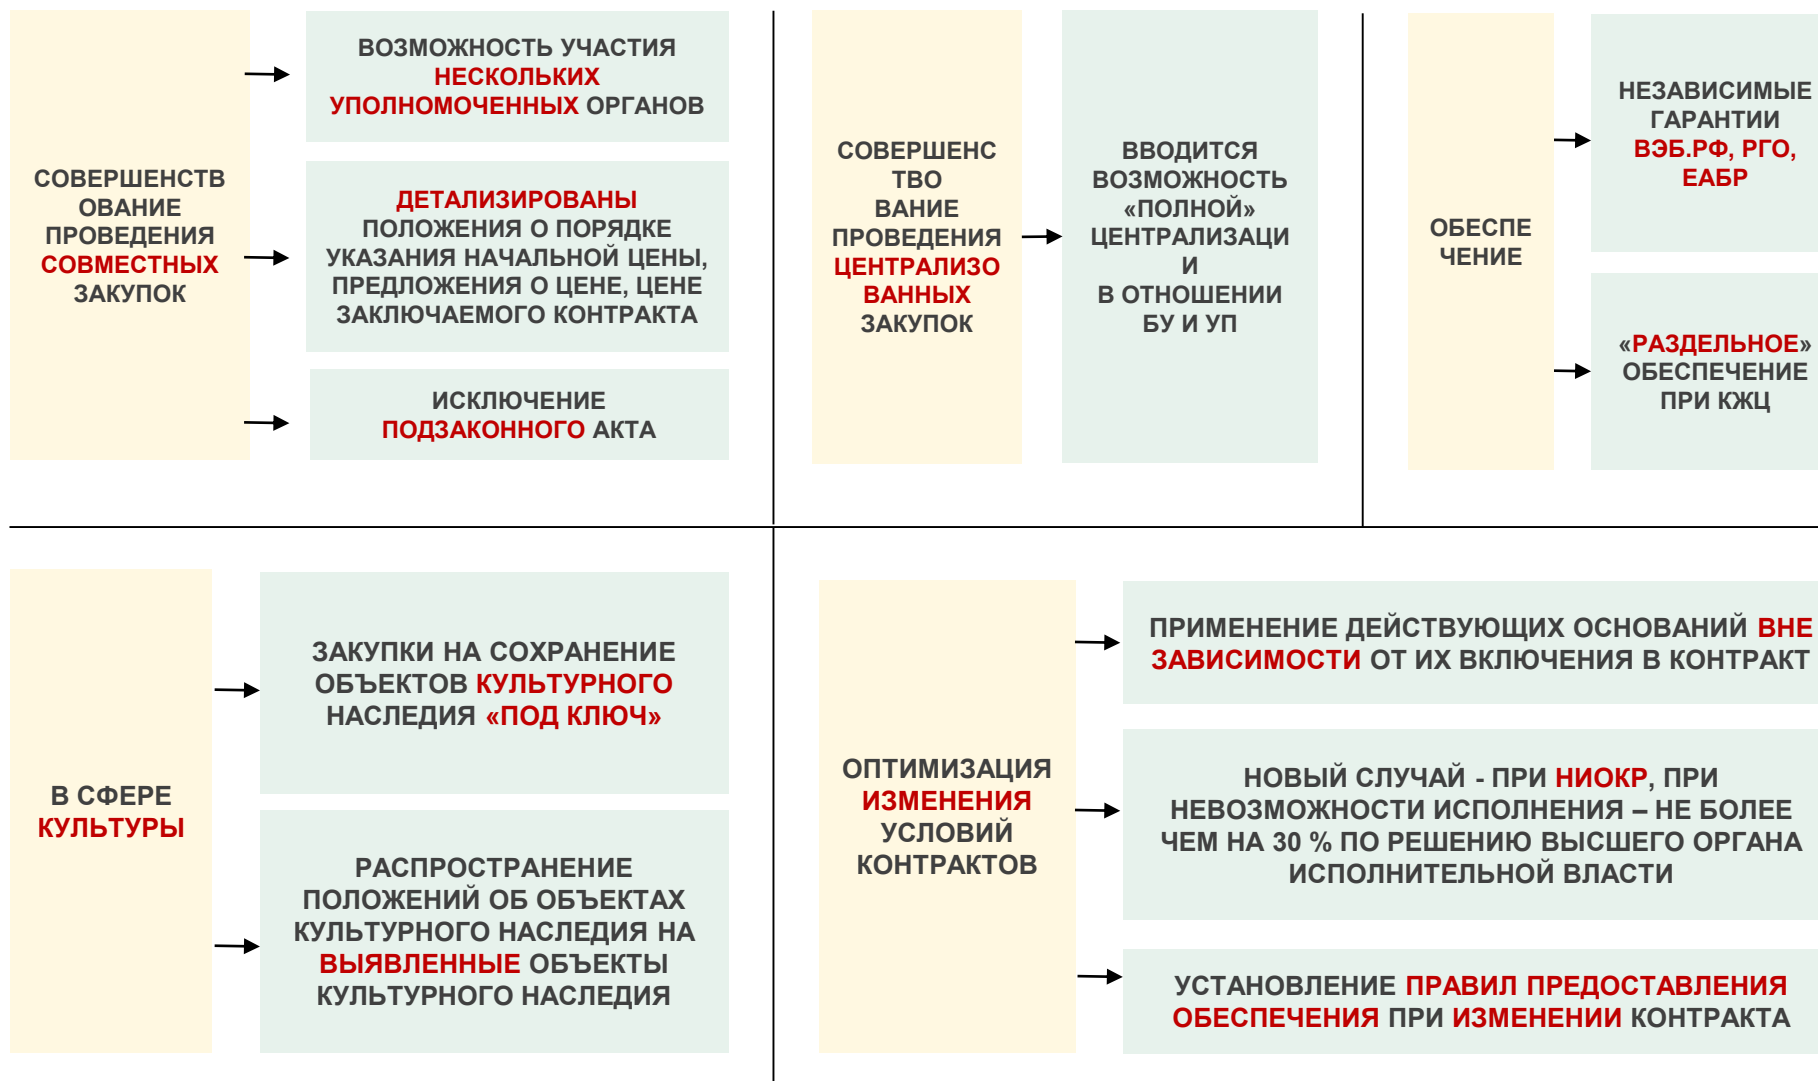 СОВЕРШЕНСТВ
ОВАНИЕ
ПРОВЕДЕНИЯ
СОВМЕСТНЫХ
ЗАКУПОК
ВОЗМОЖНОСТЬ УЧАСТИЯ
НЕСКОЛЬКИХ
УПОЛНОМОЧЕННЫХ ОРГАНОВ
ДЕТАЛИЗИРОВАНЫ
ПОЛОЖЕНИЯ О ПОРЯДКЕ
УКАЗАНИЯ НАЧАЛЬНОЙ ЦЕНЫ,
ПРЕДЛОЖЕНИЯ О ЦЕНЕ, ЦЕНЕ
ЗАКЛЮЧАЕМОГО КОНТРАКТА
ИСКЛЮЧЕНИЕ
ПОДЗАКОННОГО АКТА
СОВЕРШЕНС
ТВО
ВАНИЕ
ПРОВЕДЕНИЯ
ЦЕНТРАЛИЗО
ВАННЫХ
ЗАКУПОК
ВВОДИТСЯ
ВОЗМОЖНОСТЬ
«ПОЛНОЙ»
ЦЕНТРАЛИЗАЦИ
И
В ОТНОШЕНИИ
БУ И УП
ОБЕСПЕ
ЧЕНИЕ
НЕЗАВИСИМЫЕ
ГАРАНТИИ
ВЭБ.РФ, РГО,
ЕАБР
«РАЗДЕЛЬНОЕ»
ОБЕСПЕЧЕНИЕ
ПРИ КЖЦ
В СФЕРЕ
КУЛЬТУРЫ
ЗАКУПКИ НА СОХРАНЕНИЕ
ОБЪЕКТОВ КУЛЬТУРНОГО
НАСЛЕДИЯ «ПОД КЛЮЧ»
РАСПРОСТРАНЕНИЕ
ПОЛОЖЕНИЙ ОБ ОБЪЕКТАХ
КУЛЬТУРНОГО НАСЛЕДИЯ НА
ВЫЯВЛЕННЫЕ ОБЪЕКТЫ
КУЛЬТУРНОГО НАСЛЕДИЯ
ОПТИМИЗАЦИЯ
ИЗМЕНЕНИЯ
УСЛОВИЙ
КОНТРАКТОВ
ПРИМЕНЕНИЕ ДЕЙСТВУЮЩИХ ОСНОВАНИЙ ВНЕ
ЗАВИСИМОСТИ ОТ ИХ ВКЛЮЧЕНИЯ В КОНТРАКТ
НОВЫЙ СЛУЧАЙ - ПРИ НИОКР, ПРИ
НЕВОЗМОЖНОСТИ ИСПОЛНЕНИЯ – НЕ БОЛЕЕ
ЧЕМ НА 30 % ПО РЕШЕНИЮ ВЫСШЕГО ОРГАНА
ИСПОЛНИТЕЛЬНОЙ ВЛАСТИ
УСТАНОВЛЕНИЕ ПРАВИЛ ПРЕДОСТАВЛЕНИЯ
ОБЕСПЕЧЕНИЯ ПРИ ИЗМЕНЕНИИ КОНТРАКТА